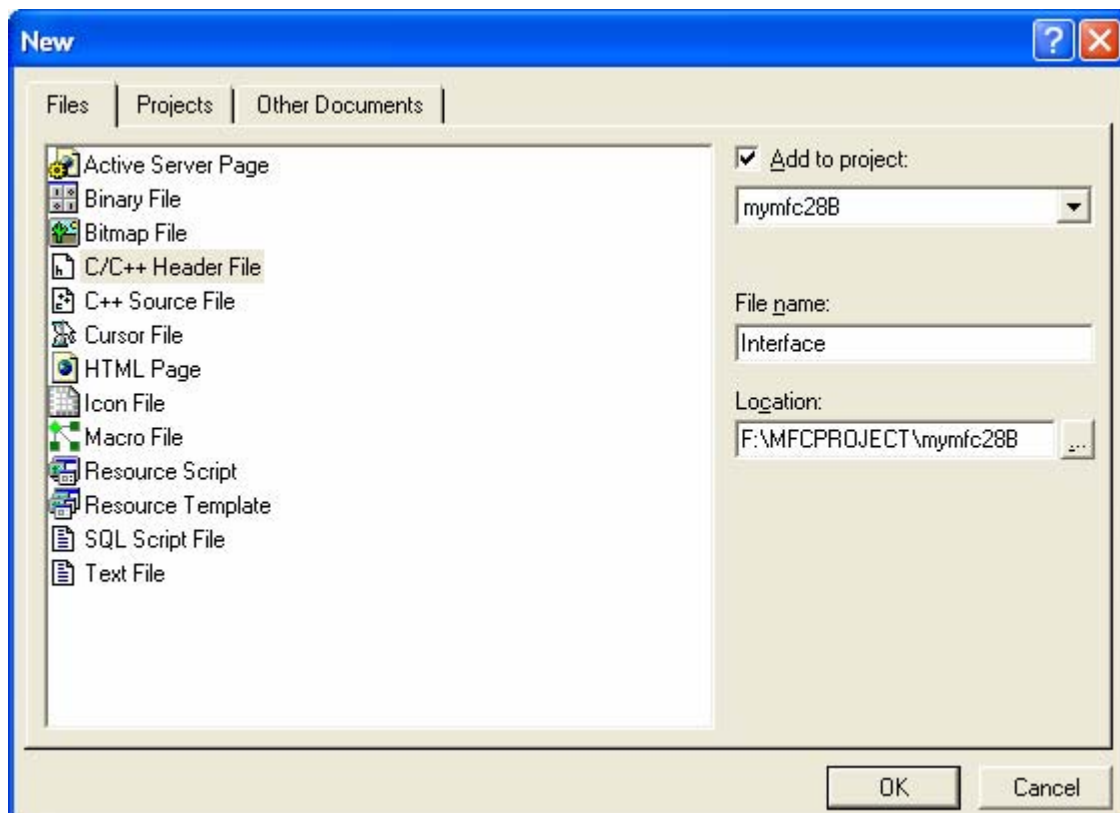 New
Files
Projects
Other Documents
Active Server Page
Binary File
Bitmap File
C/C++ Header File
C++ Source File
Cursor File
HTML Page
Icon File
Macro File
Resource Script
Resource Template
SQL Script File
Text File
Add to project:
mymfc28B
File name:
Interface
Location:
F:\MFCPROJECT\mymfc28B
...
OK
Cancel